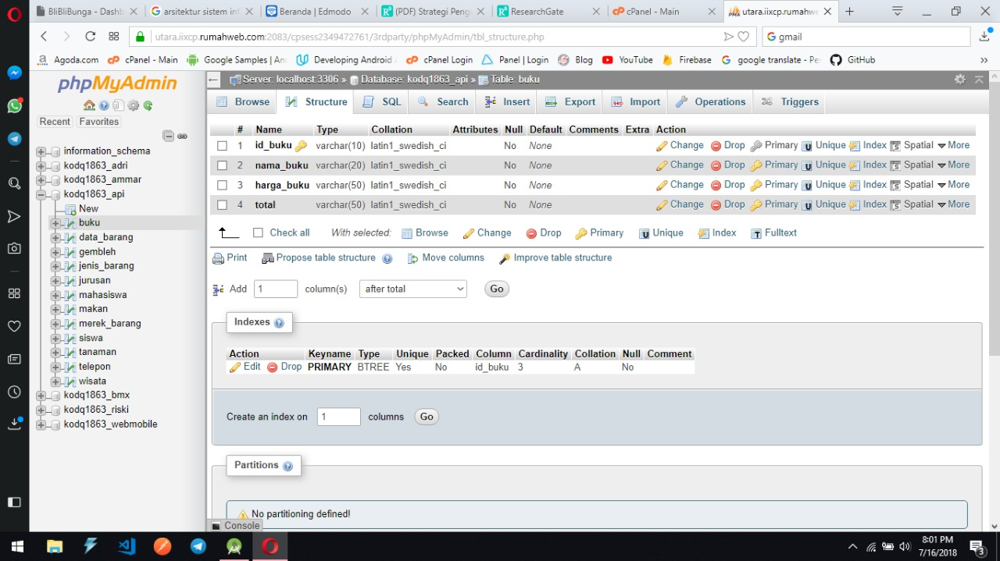 BliBliBunga - Dashb
arsitektur sistem inf
Beranda | Edmodo
(PDF) Strategi Peng
ResearchGate
cPanel - Main
utara.iixcp.rumahwe
utara.iixcp.rumahweb.com:2083/cpsess2349472761/3rdparty/phpMyAdmin/tbl_structure.php
gmail
Agoda.com cPanel - Main Google Samples | An Developing Android cPanel Login Panel | Login Blog YouTube Firebase google translate - Pe GitHub »
phpMyAdmin
Recent Favorites
information_schema
kodq1863_adri
kodq1863_ammar
kodq1863_api
New
buku
data_barang
gembleh
jenis_barang
jurusan
mahasiswa
makan
merek_barang
siswa
tanaman
telepon
wisata
kodq1863_bmx
kodq1863_riski
kodq1863_webmobile
Server: localhost:3306 » Database: kodq1863_api » Table: buku
Browse Structure SQL Search Insert Export Import Operations Triggers
# Name Type Collation Attributes Null Default Comments Extra Action
1 id_buku varchar(10) latin1_swedish_ci No None Change Drop Primary Unique Index Spatial More
2 nama_buku varchar(20) latin1_swedish_ci No None Change Drop Primary Unique Index Spatial More
3 harga_buku varchar(50) latin1_swedish_ci No None Change Drop Primary Unique Index Spatial More
4 total varchar(50) latin1_swedish_ci No None Change Drop Primary Unique Index Spatial More
Check all With selected: Browse Change Drop Primary Unique Index Fulltext
Print Propose table structure Move columns Improve table structure
Add 1 column(s) after total Go
Indexes
Action Keyname Type Unique Packed Column Cardinality Collation Null Comment
Edit Drop PRIMARY BTREE Yes No id_buku 3 A No
Create an index on 1 columns Go
Partitions
No partitioning defined!
Console
8:01 PM
7/16/2018
3